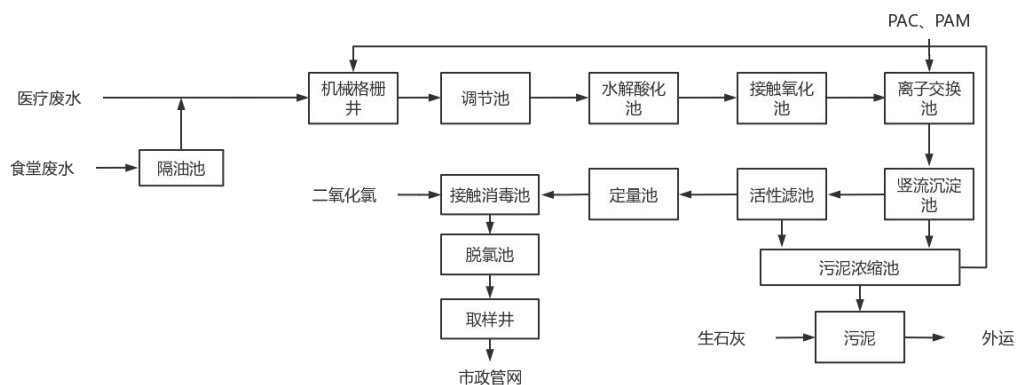 PAC、PAM
医疗废水
机械格栅
井
调节池
水解酸化
池
接触氧化
池
离子交换
池
食堂废水
隔油池
二氧化氯
接触消毒池
定量池
活性滤池
竖流沉淀
池
脱氯池
污泥浓缩池
取样井
生石灰
污泥
外运
市政管网